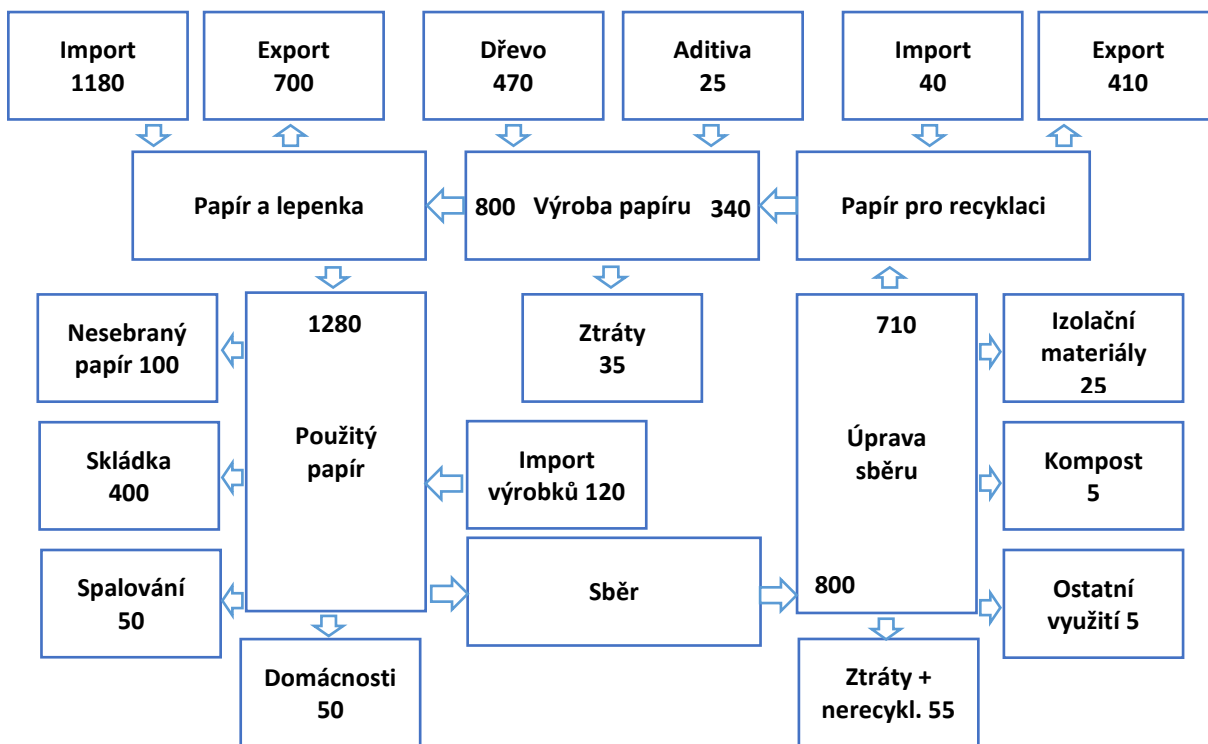 Import
1180
Export
700
Dřevo
470
Aditiva
25
Import
40
Export
410
Papír a lepenka
800
Výroba papíru
340
Papír pro recyklaci
Nesebraný
papír 100
1280
Použitý
papír
Ztráty
35
710
Úprava
sběru
800
Izolační
materiály
25
Skládka
400
Import
výrobků 120
Kompost
5
Spalování
50
Sběr
Ostatní
využití 5
Domácnosti
50
Ztráty +
nerecykl. 55